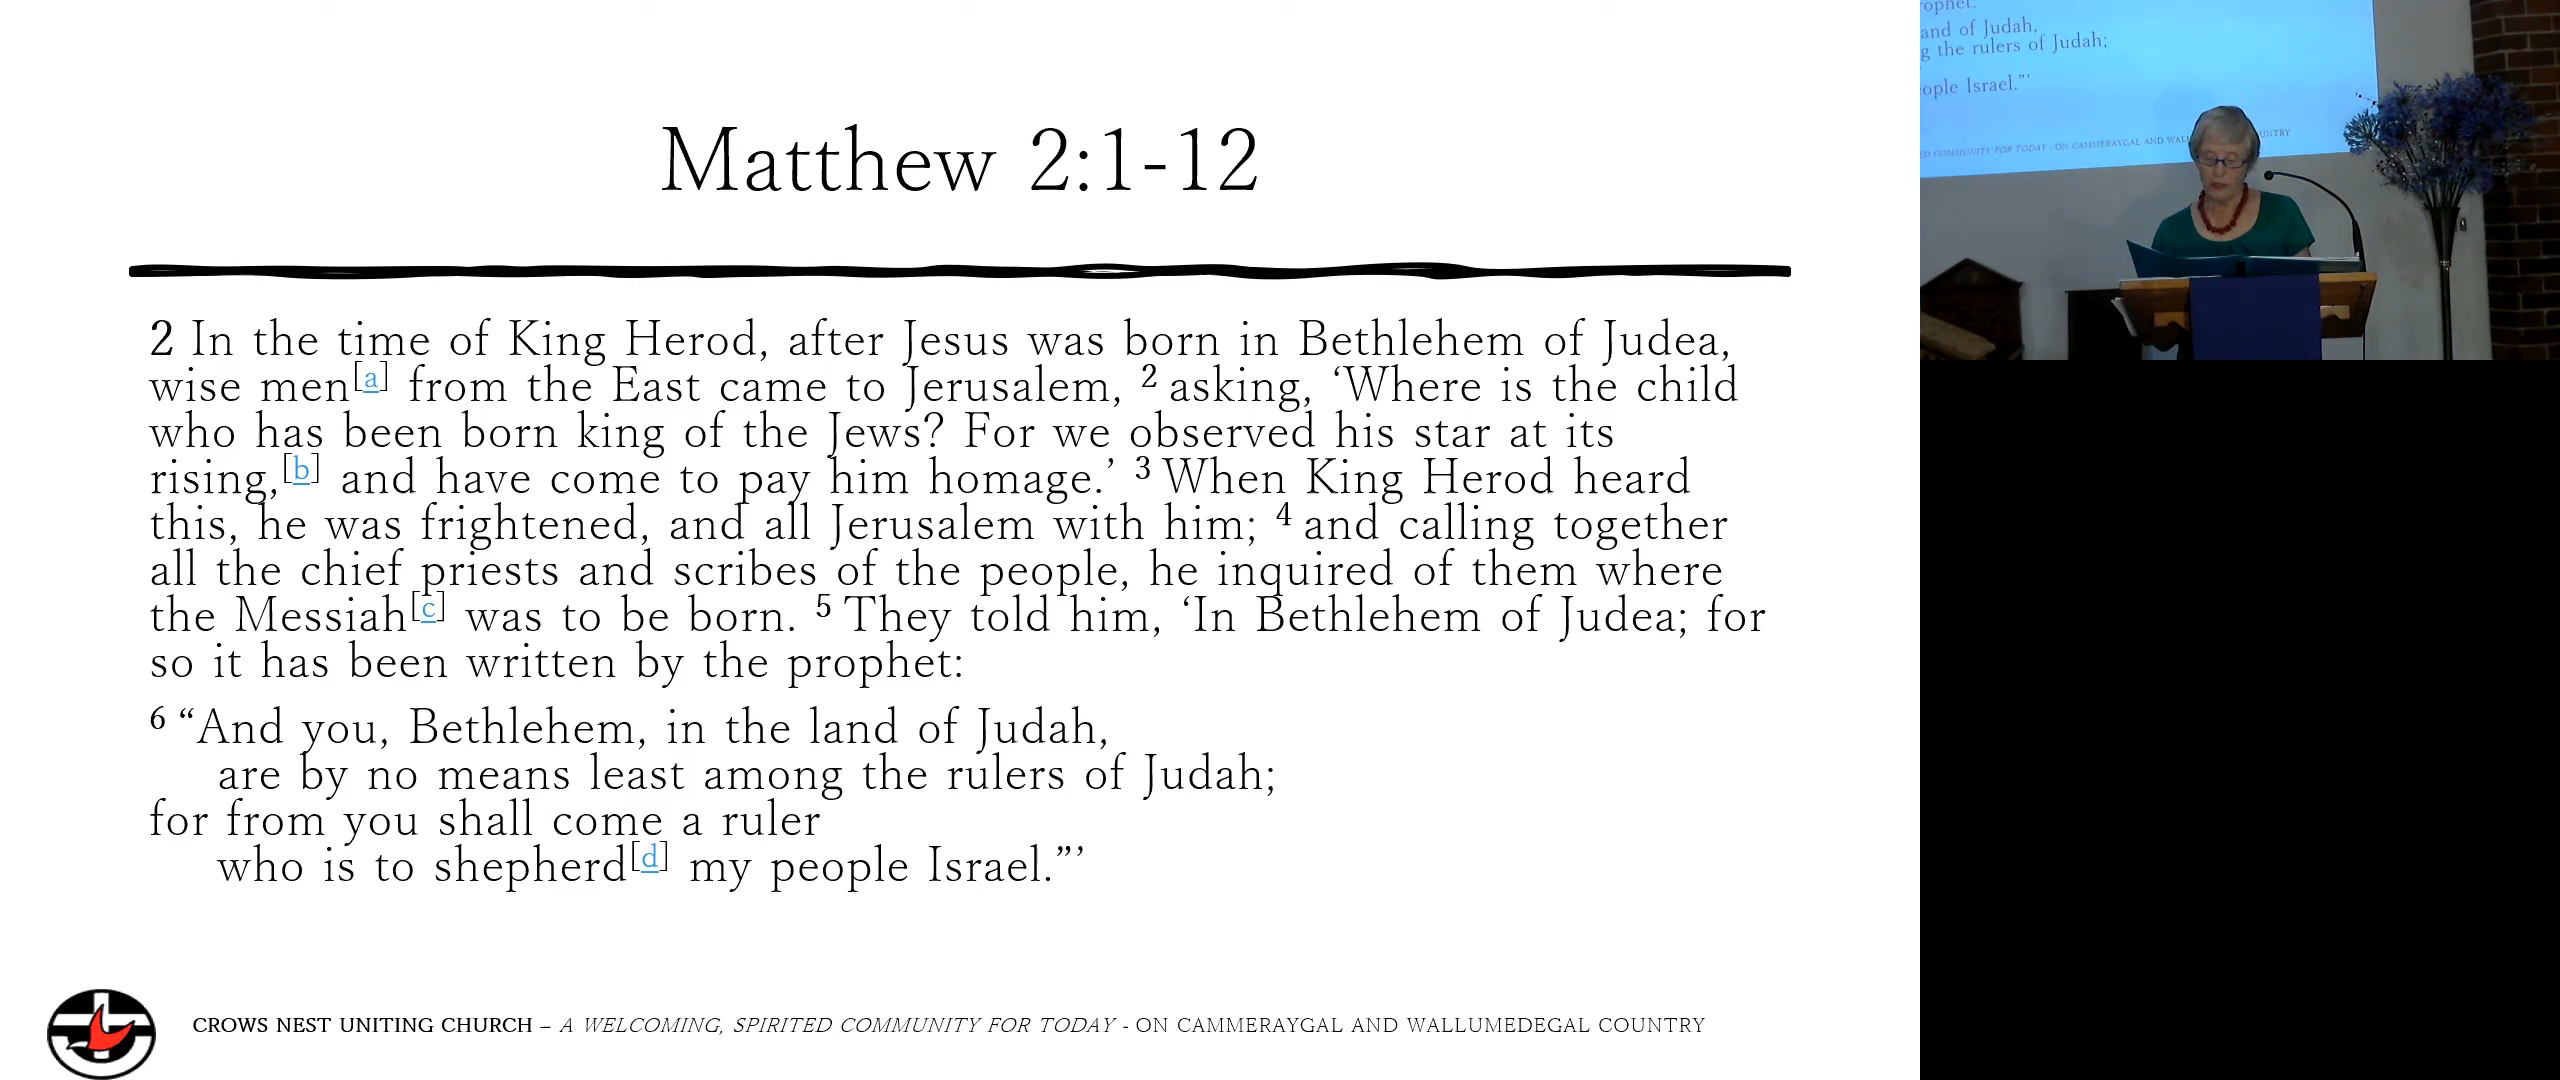 Matthew 2:1-12
2 In the time of King Herod, after Jesus was born in Bethlehem of Judea,
wise men[a] from the East came to Jerusalem, 2 asking, ‘Where is the child
who has been born king of the Jews? For we observed his star at its
rising,[b] and have come to pay him homage.’ 3 When King Herod heard
this, he was frightened, and all Jerusalem with him; 4 and calling together
all the chief priests and scribes of the people, he inquired of them where
the Messiah[c] was to be born. 5 They told him, ‘In Bethlehem of Judea; for
so it has been written by the prophet:
6 “And you, Bethlehem, in the land of Judah,
are by no means least among the rulers of Judah;
for from you shall come a ruler
who is to shepherd[d] my people Israel.”’
CROWS NEST UNITING CHURCH – A WELCOMING, SPIRITED COMMUNITY FOR TODAY - ON CAMMERAYGAL AND WALLUMEDEGAL COUNTRY
and of Judah,
the rulers of Judah;
Israel.”’
COMMUNITY FOR TODAY - ON CAMMERAYGAL AND